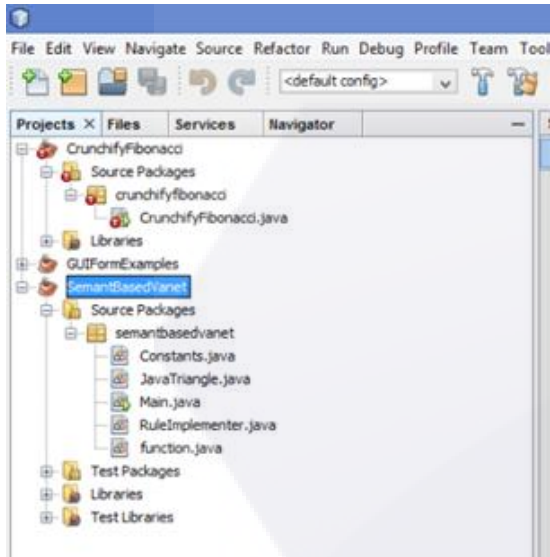 File Edit View Navigate Source Refactor Run Debug Profile Team Tool
<default config>
Projects × Files Services Navigator
CrunchifyFibonacci
Source Packages
crunchifyfibonacci
CrunchifyFibonacci.java
Libraries
GUIFormExamples
SemantBasedVanet
Source Packages
semantbasedvanet
Constants.java
JavaTriangle.java
Main.java
RuleImplementer.java
function.java
Test Packages
Libraries
Test Libraries